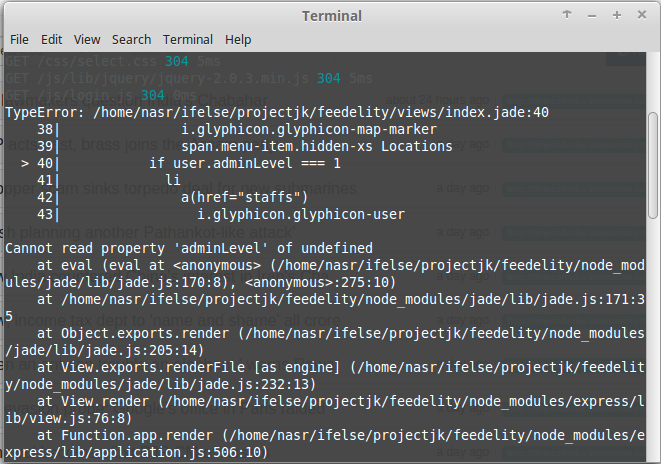 Terminal
File Edit View Search Terminal Help
GET /css/select.css 304 5ms
GET /js/lib/jquery/jquery-2.0.3.min.js 304 5ms
GET /js/login.js 304 0ms
TypeError: /home/nasr/ifelse/projectjk/feedelity/views/index.jade:40
38| i.glyphicon.glyphicon-map-marker
39| span.menu-item.hidden-xs Locations
> 40| if user.adminLevel === 1
41| li
42| a(href="staffs")
43| i.glyphicon.glyphicon-user
Cannot read property 'adminLevel' of undefined
at eval (eval at <anonymous> (/home/nasr/ifelse/projectjk/feedelity/node_mod
ules/jade/lib/jade.js:170:8), <anonymous>:275:10)
at /home/nasr/ifelse/projectjk/feedelity/node_modules/jade/lib/jade.js:171:3
5
at Object.exports.render (/home/nasr/ifelse/projectjk/feedelity/node_modules
/jade/lib/jade.js:205:14)
at View.exports.renderFile [as engine] (/home/nasr/ifelse/projectjk/feedelit
y/node_modules/jade/lib/jade.js:232:13)
at View.render (/home/nasr/ifelse/projectjk/feedelity/node_modules/express/l
ib/view.js:76:8)
at Function.app.render (/home/nasr/ifelse/projectjk/feedelity/node_modules/e
xpress/lib/application.js:506:10)